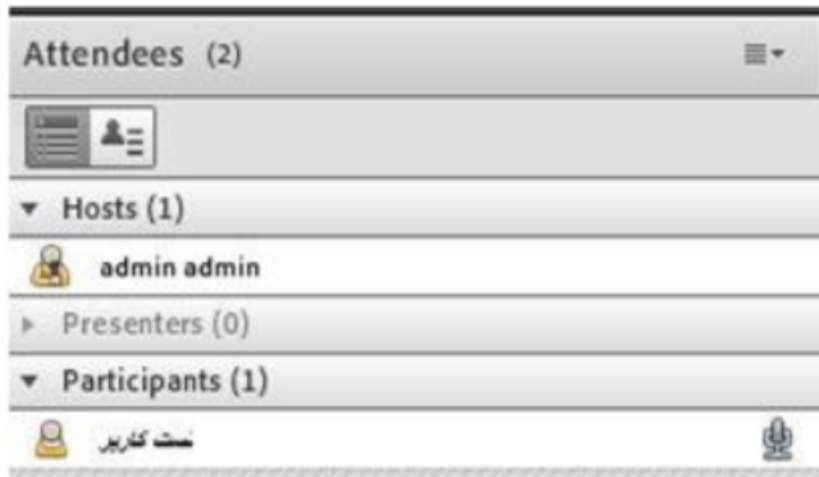 Attendees (2)
Hosts (1)
admin admin
Presenters (0)
Participants (1)
تست کاربر